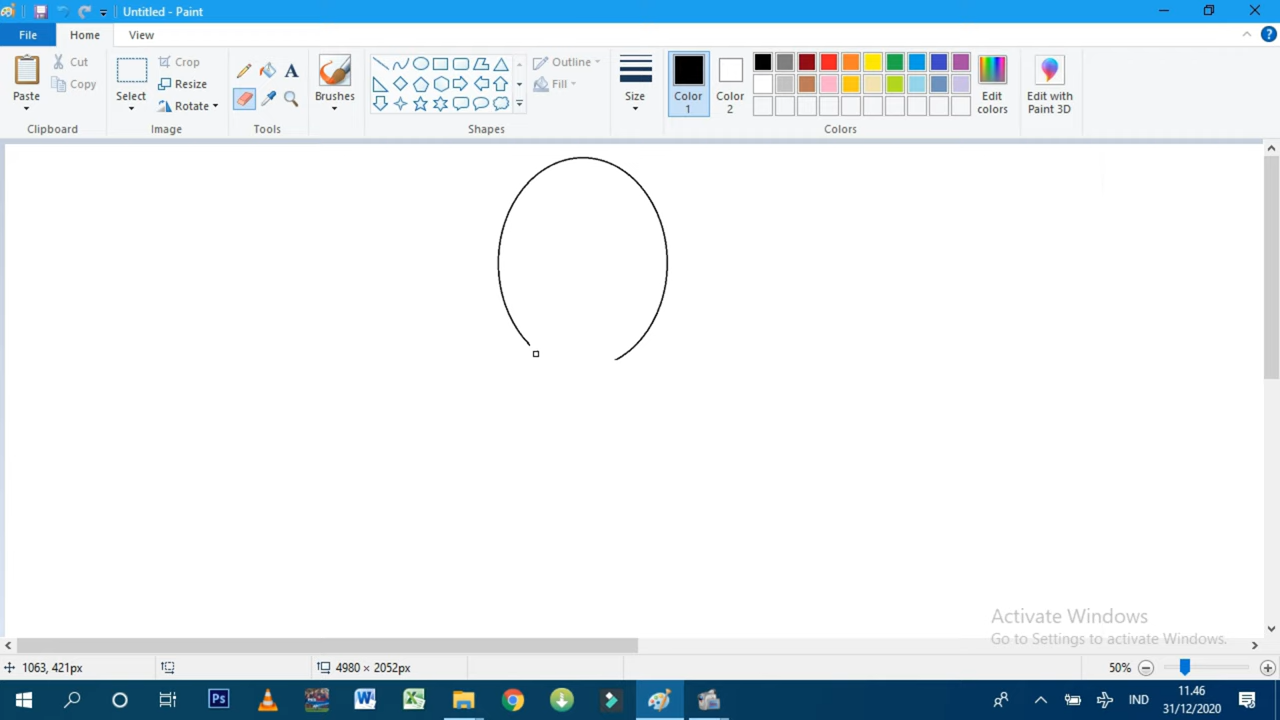 Untitled - Paint
File Home View
Paste
Cut
Copy
Clipboard
Select
Crop
Resize
Rotate
Image
A
Tools
Brushes
Shapes
Outline
Fill
Size
Color 1
Color 2
Colors
Edit colors
Edit with Paint 3D
Activate Windows
Go to Settings to activate Windows.
1063, 421px
4980 × 2052px
50%
Ps
W
X
IND
11.46
31/12/2020